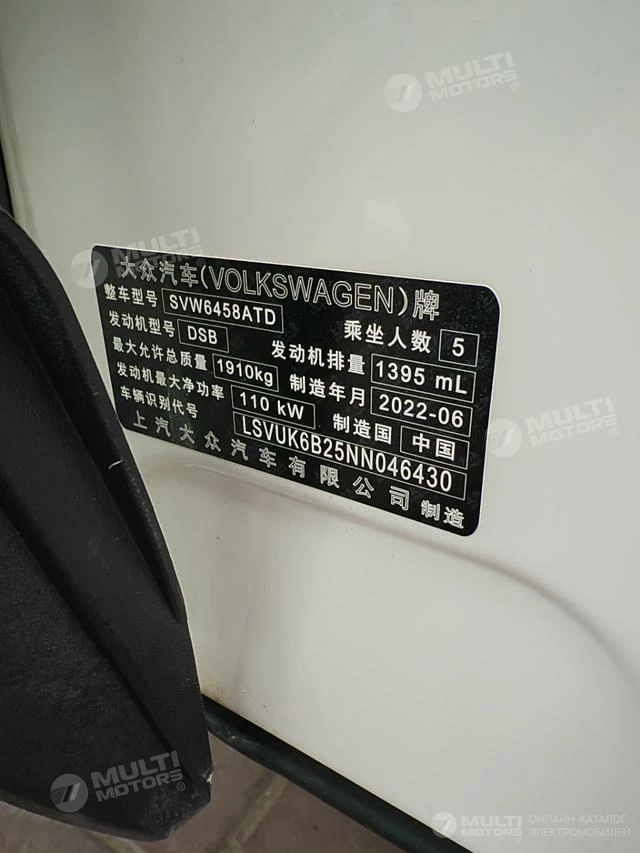 MULTI
MOTORS®
MULTI
MOTORS®
大众汽车(VOLKSWAGEN)牌
整车型号 SVW6458ATD 乘坐人数 5
发动机型号 DSB 发动机排量 1395 mL
最大允许总质量 1910kg 制造年月 2022-06
发动机最大净功率 110 kW 制造国 中国
车辆识别代号 LSVUK6B25NN046430
上汽大众汽车有限公司 制造
MULTI
MOTORS®
MULTI
MOTORS®
MULTI
MOTORS®
ОНЛАЙН-КАТАЛОГ
ЭЛЕКТРОМОБИЛЕЙ